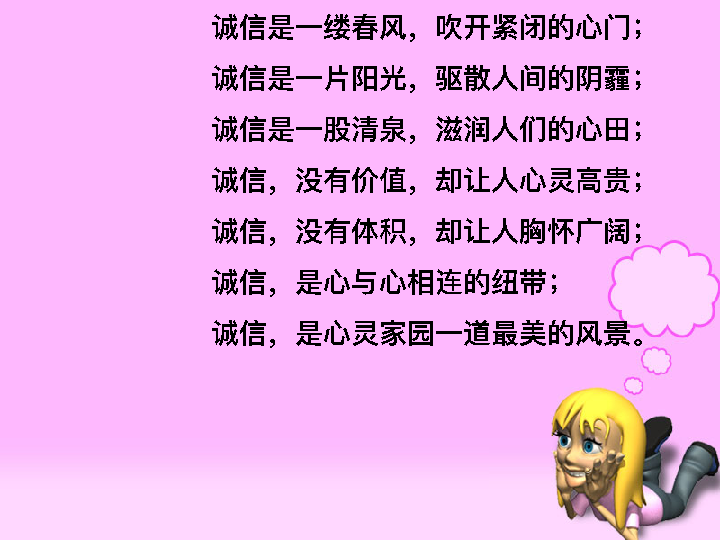 诚信是一缕春风，吹开紧闭的心门；
诚信是一片阳光，驱散人间的阴霾；
诚信是一股清泉，滋润人们的心田；
诚信，没有价值，却让人心灵高贵；
诚信，没有体积，却让人胸怀广阔；
诚信，是心与心相连的纽带；
诚信，是心灵家园一道最美的风景。